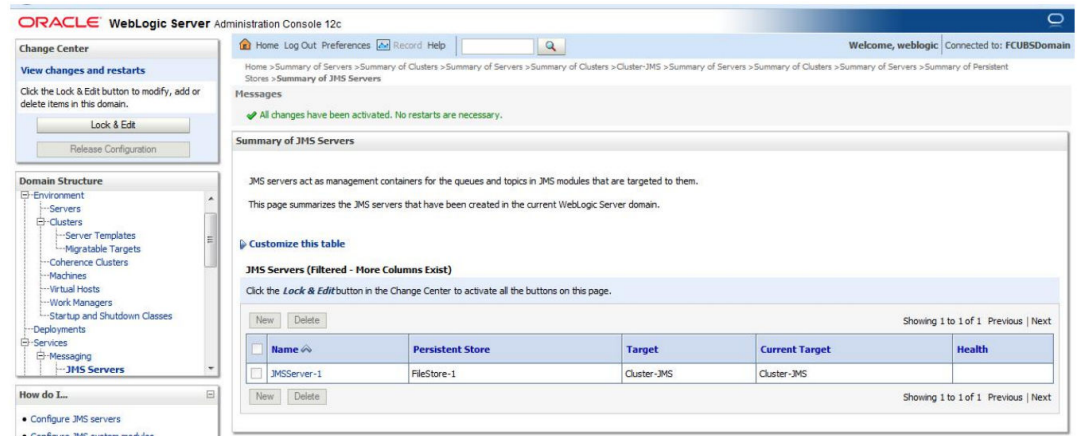 ORACLE WebLogic Server Administration Console 12c
Change Center
View changes and restarts
Click the Lock & Edit button to modify, add or
delete items in this domain.
Lock & Edit
Release Configuration
Domain Structure
Environment
Servers
Clusters
Server Templates
Migratable Targets
Coherence Clusters
Machines
Virtual Hosts
Work Managers
Startup and Shutdown Classes
Deployments
Services
Messaging
JMS Servers
How do I...
Configure JMS servers
Configure JMS system modules
Home Log Out Preferences Record Help
Welcome, weblogic Connected to: FCUBSDomain
Home >Summary of Servers >Summary of Clusters >Summary of Servers >Summary of Clusters >Cluster-JMS >Summary of Servers >Summary of Clusters >Summary of Servers >Summary of Persistent
Stores >Summary of JMS Servers
Messages
All changes have been activated. No restarts are necessary.
Summary of JMS Servers
JMS servers act as management containers for the queues and topics in JMS modules that are targeted to them.
This page summarizes the JMS servers that have been created in the current WebLogic Server domain.
Customize this table
JMS Servers (Filtered - More Columns Exist)
Click the Lock & Edit button in the Change Center to activate all the buttons on this page.
New Delete Showing 1 to 1 of 1 Previous | Next
Name Persistent Store Target Current Target Health
JMSServer-1 FileStore-1 Cluster-JMS Cluster-JMS
New Delete Showing 1 to 1 of 1 Previous | Next